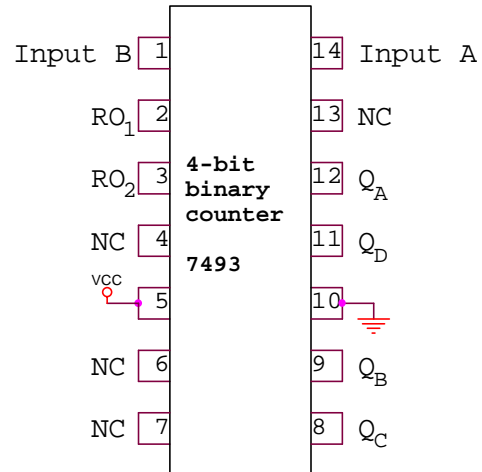 Input B 1 14 Input A
RO1 2 13 NC
RO2 3 12 QA
4-bit
binary
counter
7493
NC 4 11 QD
VCC 5 10
NC 6 9 QB
NC 7 8 QC